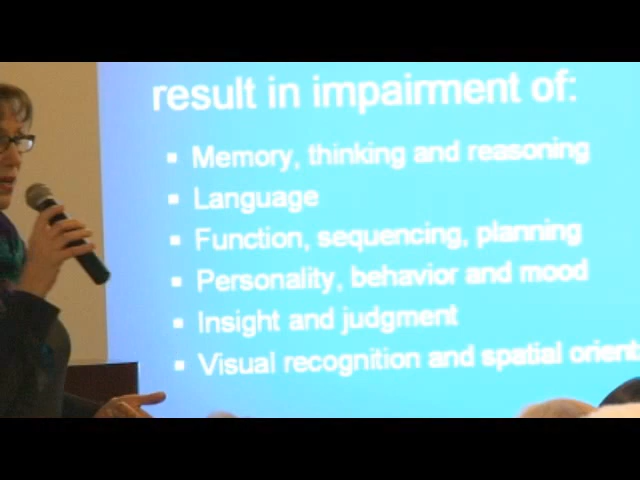 result in impairment of:
Memory, thinking and reasoning
Language
Function, sequencing, planning
Personality, behavior and mood
Insight and judgment
Visual recognition and spatial orient